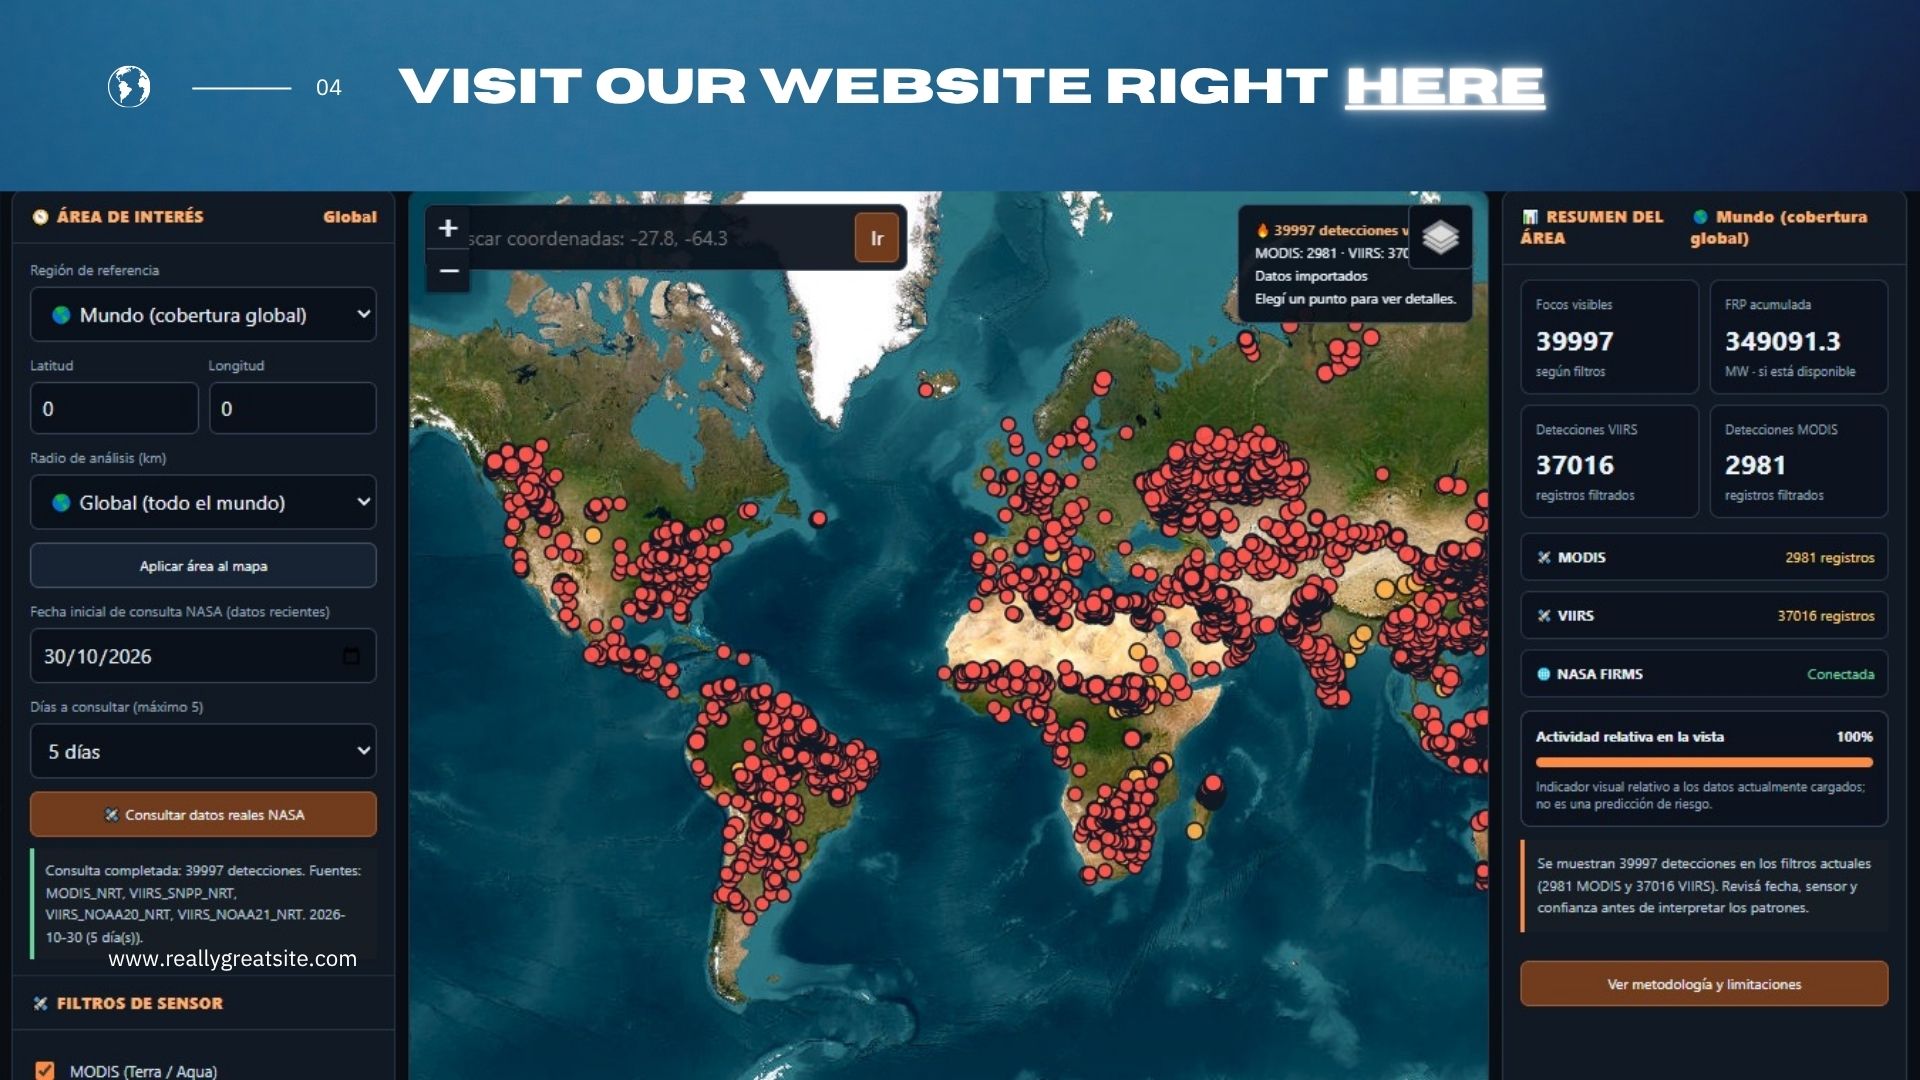 04
VISIT OUR WEBSITE RIGHT HERE
ÁREA DE INTERÉS
Global
Región de referencia
Mundo (cobertura global)
Latitud
Longitud
0
0
Radio de análisis (km)
Global (todo el mundo)
Aplicar área al mapa
Fecha inicial de consulta NASA (datos recientes)
30/10/2026
Días a consultar (máximo 5)
5 días
Consultar datos reales NASA
Consulta completada: 39997 detecciones. Fuentes:
MODIS_NRT, VIIRS_SNPP_NRT,
VIIRS_NOAA20_NRT, VIIRS_NOAA21_NRT. 2026-
10-30 (5 día(s)).
www.reallygreatsite.com
FILTROS DE SENSOR
MODIS (Terra / Aqua)
+
−
scar coordenadas: -27.8, -64.3
Ir
39997 detecciones v
MODIS: 2981 · VIIRS: 370
Datos importados
Elegí un punto para ver detalles.
RESUMEN DEL
ÁREA
Mundo (cobertura
global)
Focos visibles
39997
según filtros
FRP acumulada
349091.3
MW - si está disponible
Detecciones VIIRS
37016
registros filtrados
Detecciones MODIS
2981
registros filtrados
MODIS
2981 registros
VIIRS
37016 registros
NASA FIRMS
Conectada
Actividad relativa en la vista
100%
Indicador visual relativo a los datos actualmente cargados;
no es una predicción de riesgo.
Se muestran 39997 detecciones en los filtros actuales
(2981 MODIS y 37016 VIIRS). Revisá fecha, sensor y
confianza antes de interpretar los patrones.
Ver metodología y limitaciones